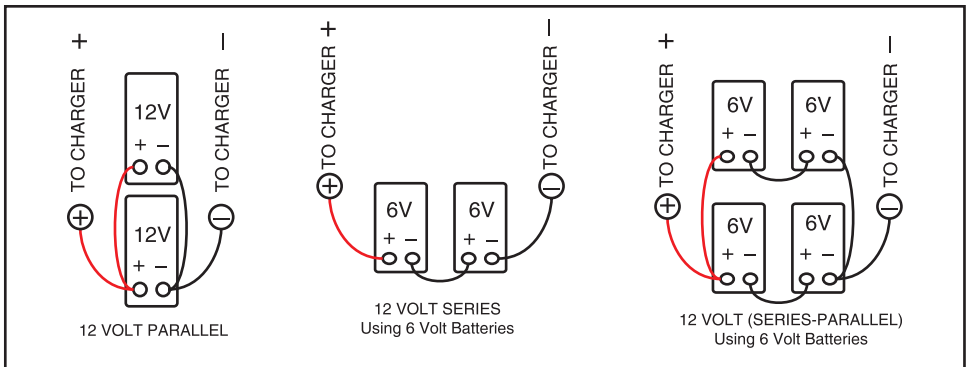 + TO CHARGER
− TO CHARGER
12V
+ −
12V
+ −
+
−
12 VOLT PARALLEL
+ TO CHARGER
− TO CHARGER
+
−
6V
+ −
6V
+ −
12 VOLT SERIES
Using 6 Volt Batteries
+ TO CHARGER
− TO CHARGER
6V
+ −
6V
+ −
+
−
6V
+ −
6V
+ −
12 VOLT (SERIES-PARALLEL)
Using 6 Volt Batteries